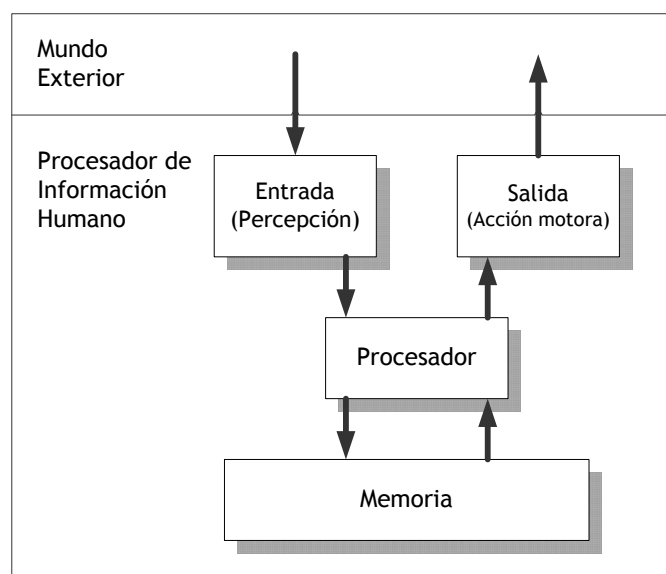 Mundo
Exterior
Procesador de
Información
Humano
Entrada
(Percepción)
Salida
(Acción motora)
Procesador
Memoria